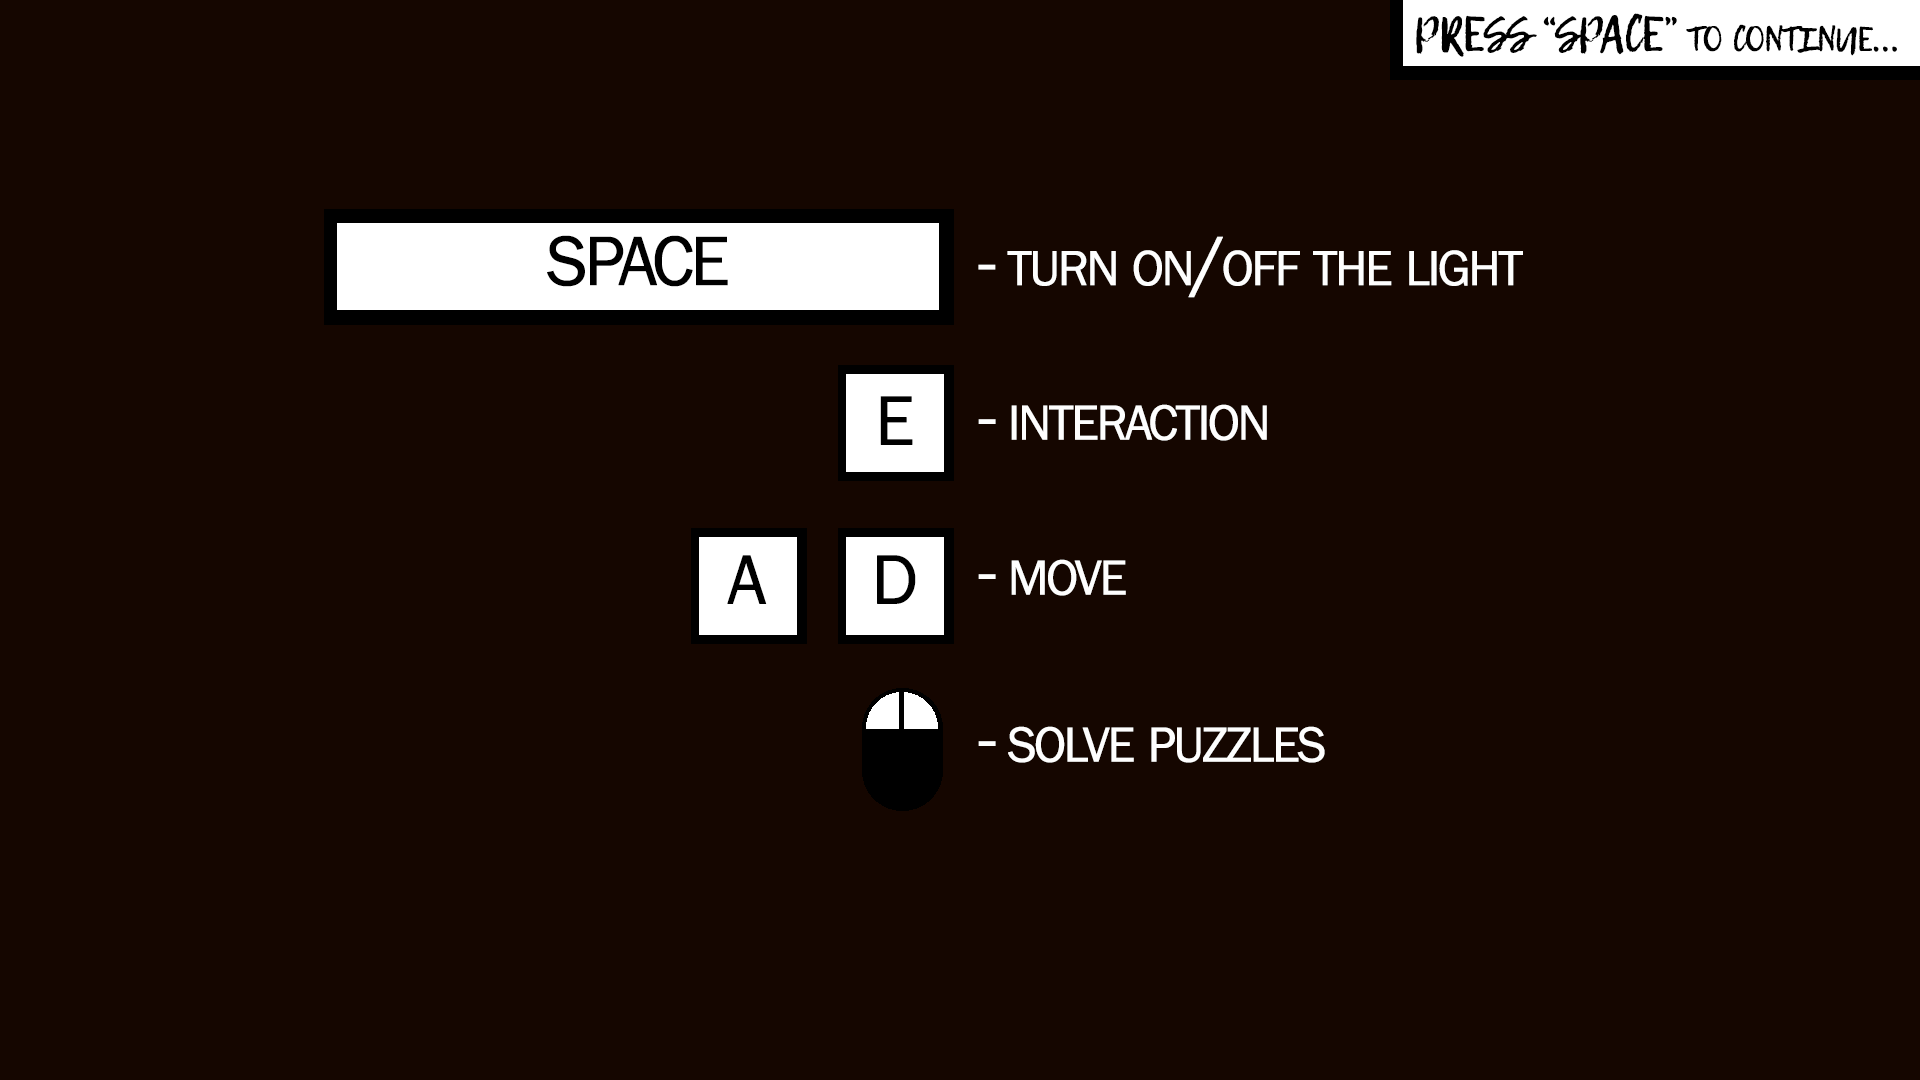 PRESS “SPACE” TO CONTINUE...
SPACE - TURN ON/OFF THE LIGHT
E - INTERACTION
A D - MOVE
- SOLVE PUZZLES